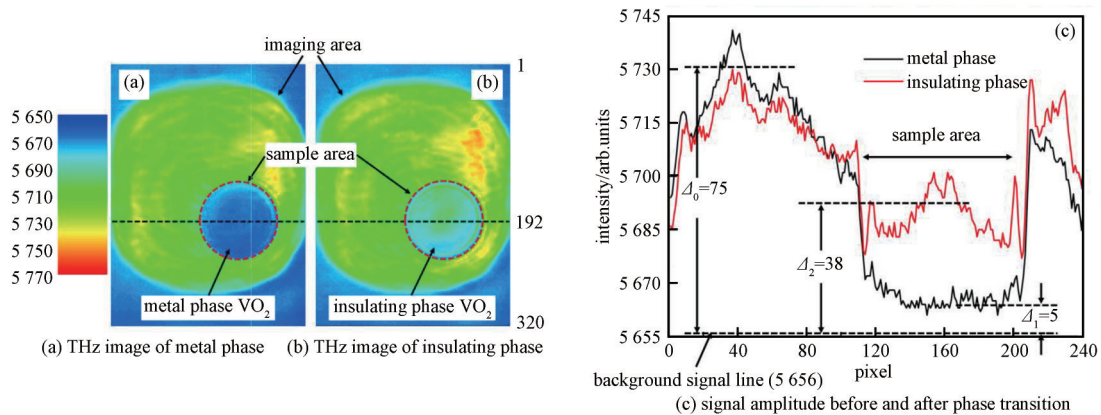 imaging area
(a)
(b)
1
5 650
5 670
5 690
5 710
5 730
5 750
5 770
sample area
192
metal phase VO₂
insulating phase VO₂
320
(a) THz image of metal phase
(b) THz image of insulating phase
5 745
5 730
5 715
5 700
5 685
5 670
5 655
intensity/arb.units
(c)
metal phase
insulating phase
sample area
Δ₀=75
Δ₂=38
Δ₁=5
0
40
80
120
160
200
240
pixel
background signal line (5 656)
(c) signal amplitude before and after phase transition